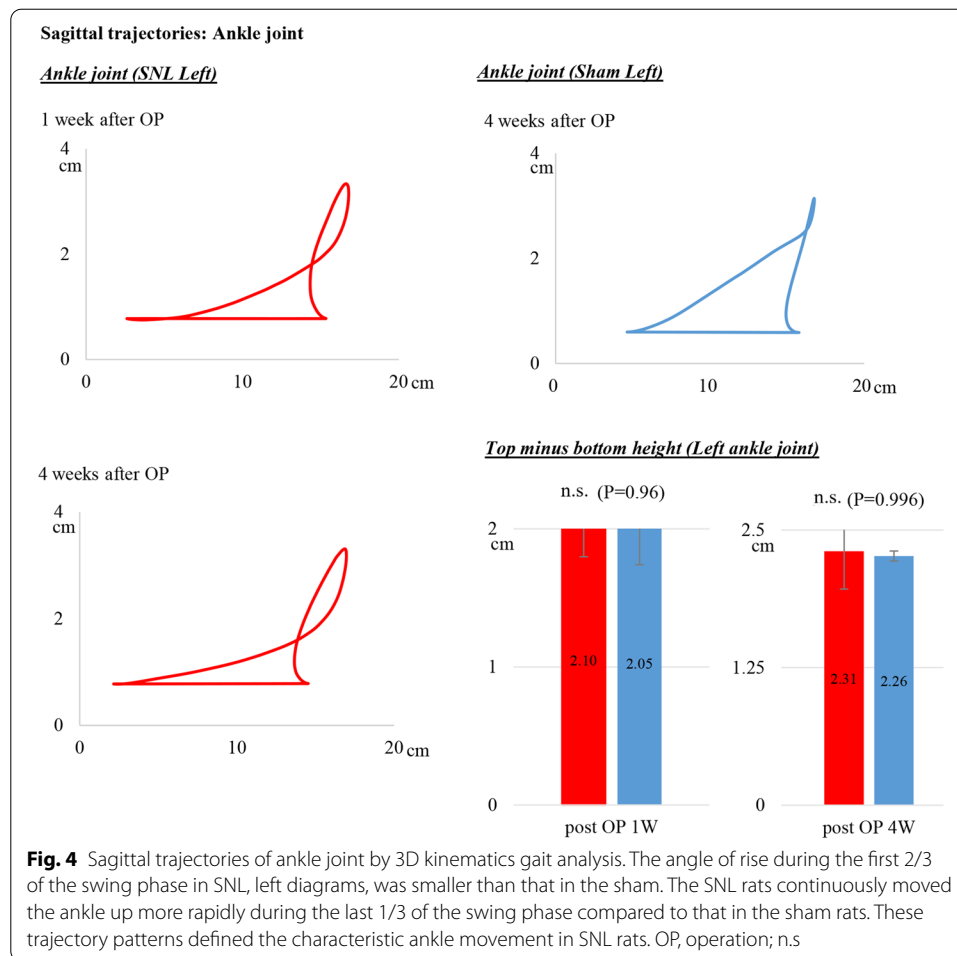 Sagittal trajectories: Ankle joint
Ankle joint (SNL Left)
1 week after OP
4
cm
2
0
0 10 20 cm
Ankle joint (Sham Left)
4 weeks after OP
4
cm
2
0
0 10 20 cm
4 weeks after OP
4
cm
2
0
0 10 20 cm
Top minus bottom height (Left ankle joint)
n.s. (P=0.96)
2
cm
1
0
2.10 2.05
post OP 1W
n.s. (P=0.996)
2.5
cm
1.25
0
2.31 2.26
post OP 4W
Fig. 4 Sagittal trajectories of ankle joint by 3D kinematics gait analysis. The angle of rise during the first 2/3
of the swing phase in SNL, left diagrams, was smaller than that in the sham. The SNL rats continuously moved
the ankle up more rapidly during the last 1/3 of the swing phase compared to that in the sham rats. These
trajectory patterns defined the characteristic ankle movement in SNL rats. OP, operation; n.s